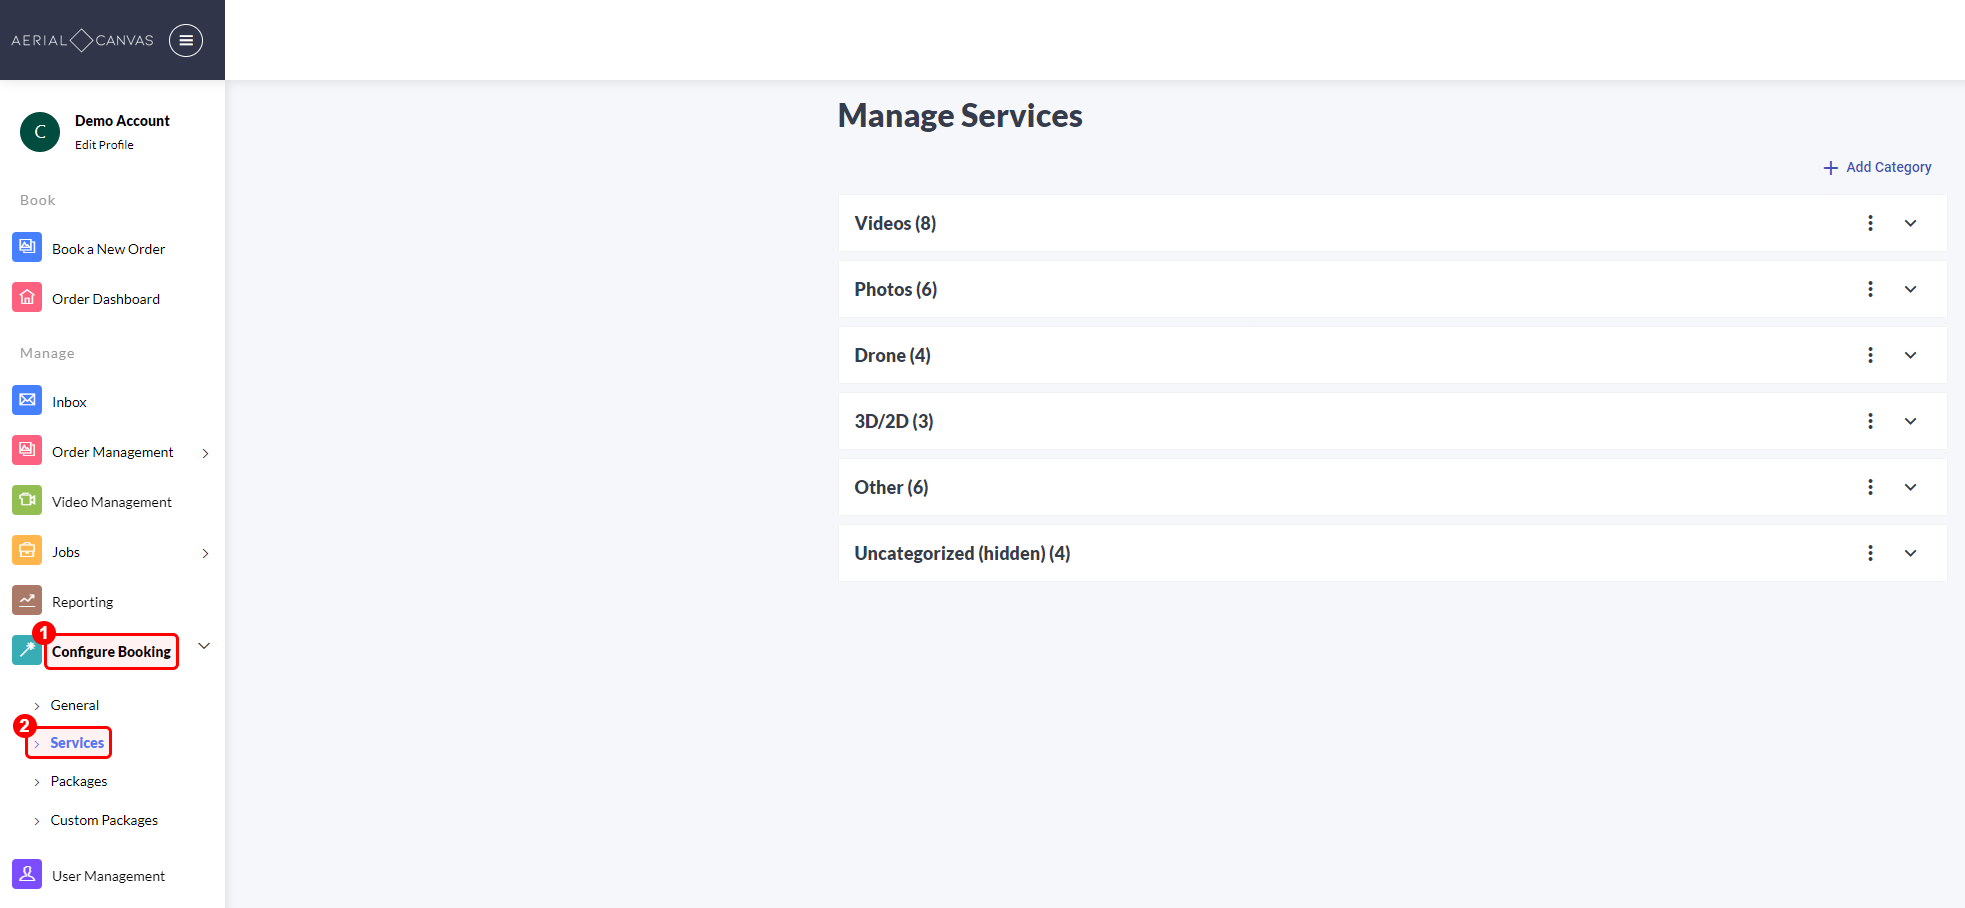 AERIAL CANVAS
C
Demo Account
Edit Profile
Book
Book a New Order
Order Dashboard
Manage
Inbox
Order Management
Video Management
Jobs
Reporting
1
Configure Booking
General
2
Services
Packages
Custom Packages
User Management
Manage Services
Add Category
Videos (8)
Photos (6)
Drone (4)
3D/2D (3)
Other (6)
Uncategorized (hidden) (4)